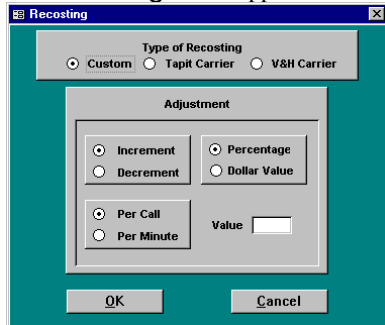 Recosting
Type of Recosting
Custom Tapit Carrier V&H Carrier
Adjustment
Increment Percentage
Decrement Dollar Value
Per Call
Per Minute Value
OK Cancel